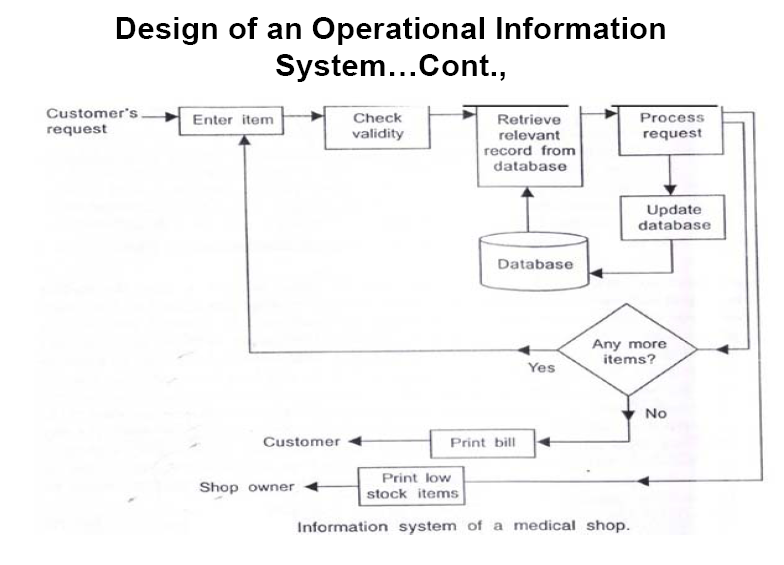 Design of an Operational Information
System…Cont.,
Customer's
request
Enter item
Check
validity
Retrieve
relevant
record from
database
Process
request
Update
database
Database
Any more
items?
Yes
No
Customer
Print bill
Shop owner
Print low
stock items
Information system of a medical shop.